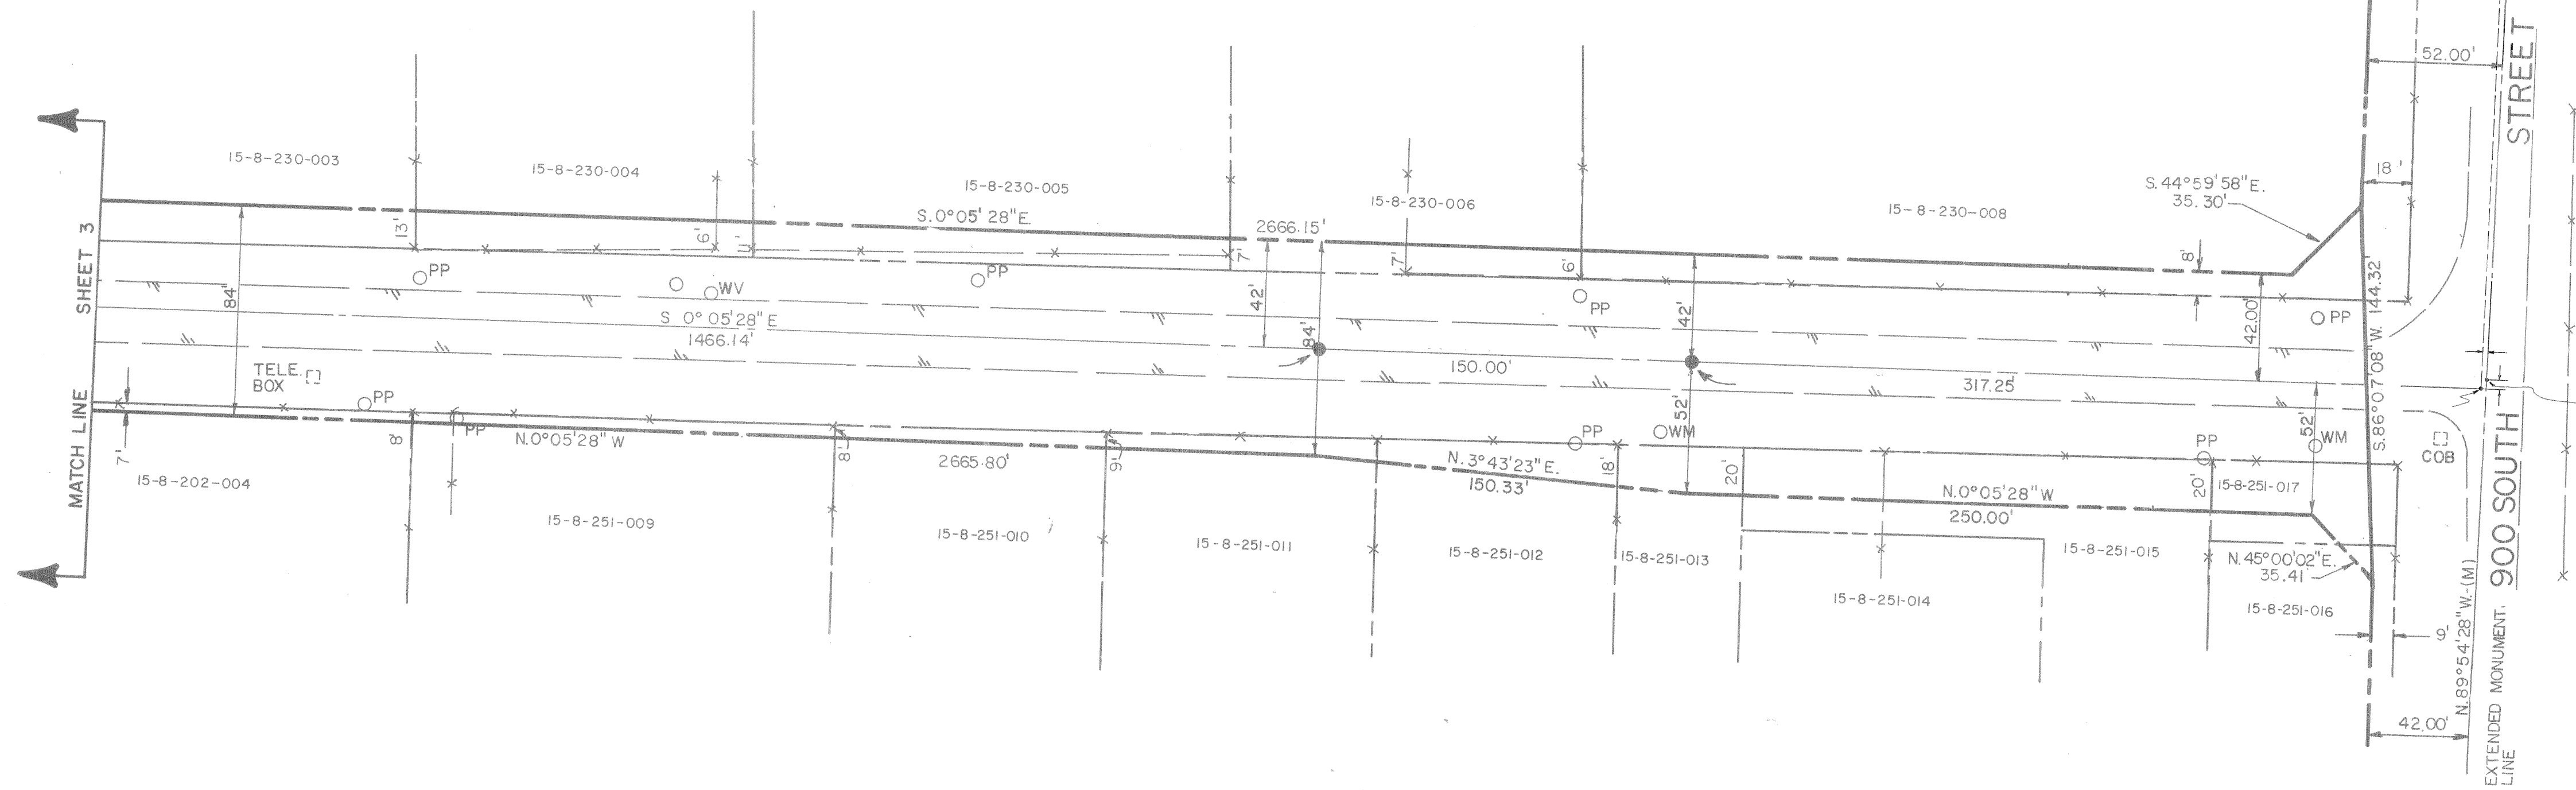 52.00'
STREET
15-8-230-003
15-8-230-004
15-8-230-005
15-8-230-006
15-8-230-008
S.44°59'58"E.
35.30'
18'
13'
6'
11'
S.0°05'28"E.
2666.15'
7'
7'
6'
8'
MATCH LINE SHEET 3
84'
PP
WV
PP
42'
84'
42'
PP
42.00'
PP
S.86°07'08"W. 144.32'
S 0°05'28"E
1466.14'
150.00'
317.25'
TELE.
BOX
7'
8'
PP
N.0°05'28"W
8'
2665.80'
9'
N.3°43'23"E.
150.33'
PP
18'
WM
52'
20'
N.0°05'28"W
250.00'
PP
20'
15-8-251-017
52'
WM
COB
15-8-202-004
15-8-251-009
15-8-251-010
15-8-251-011
15-8-251-012
15-8-251-013
15-8-251-014
15-8-251-015
N.45°00'02"E.
35.41'
15-8-251-016
9'
42.00'
N.89°54'28"W.-(M)
EXTENDED MONUMENT
LINE
900 SOUTH